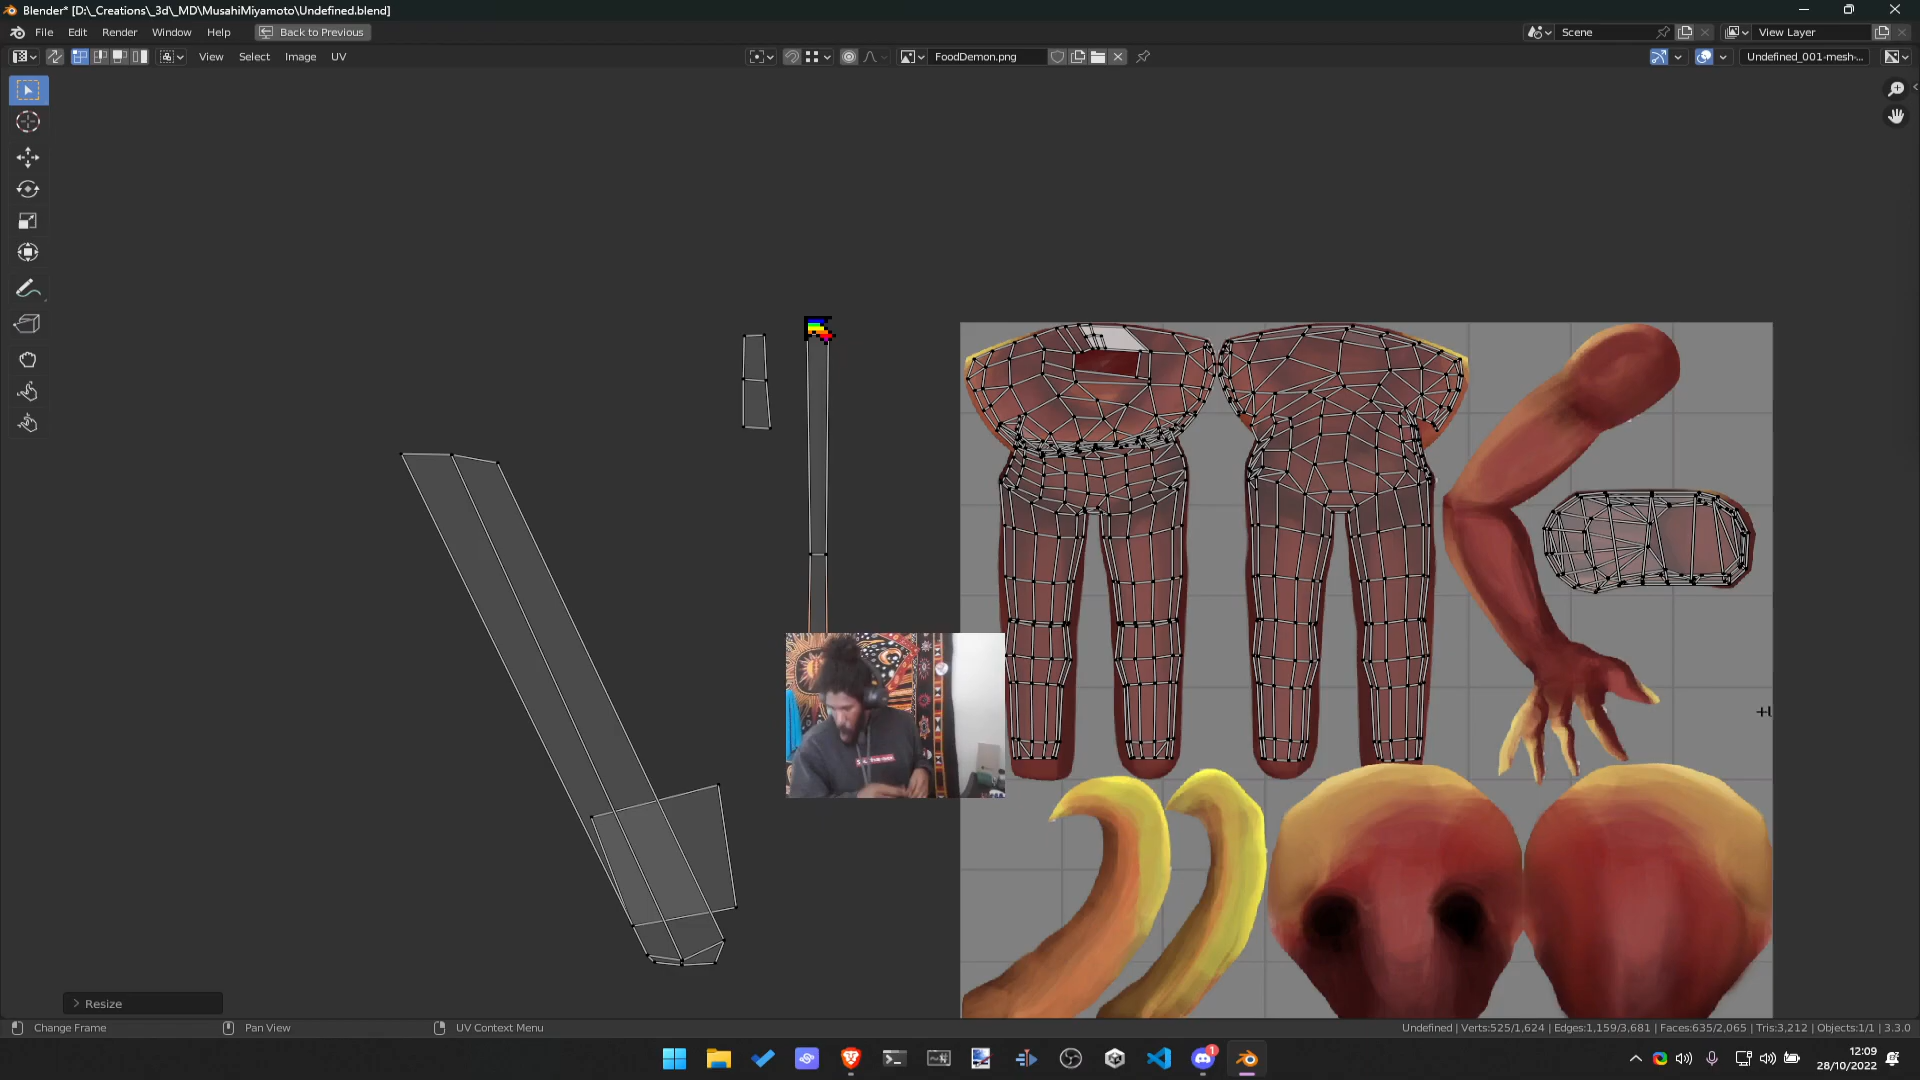 Blender* [D:\_Creations\_3d\_MD\MusahiMiyamoto\Undefined.blend]
File Edit Render Window Help Back to Previous Scene View Layer
View Select Image UV FoodDemon.png Undefined_001-mesh-...
Resize
Change Frame Pan View UV Context Menu Undefined | Verts:525/1,624 | Edges:1,159/3,681 | Faces:635/2,065 | Tris:3,212 | Objects:1/1 | 3.3.0
1
12:09
28/10/2022